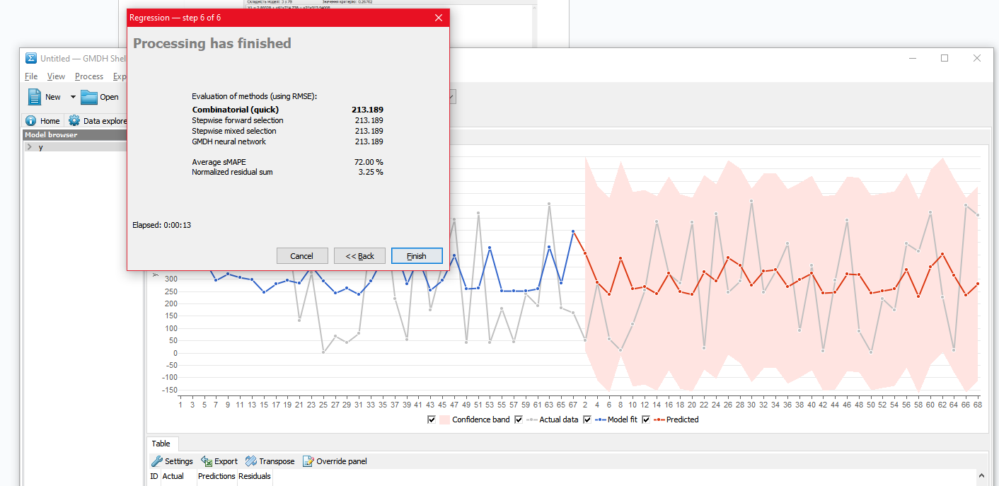 Складність моделі: 3 з 78 Значення критерію: 0.26702
Regression — step 6 of 6
Processing has finished
Evaluation of methods (using RMSE):
Combinatorial (quick) 213.189
Stepwise forward selection 213.189
Stepwise mixed selection 213.189
GMDH neural network 213.189
Average sMAPE 72.00 %
Normalized residual sum 3.25 %
Elapsed: 0:00:13
Cancel << Back Finish
Untitled — GMDH Shel
File View Process Exp
New Open
Home Data explore
Model browser
y
y
300
250
200
150
100
50
0
-50
-100
-150
1 3 5 7 9 11 13 15 17 19 21 23 25 27 29 31 33 35 37 39 41 43 45 47 49 51 53 55 57 59 61 63 65 67 2 4 6 8 10 12 14 16 18 20 22 24 26 28 30 32 34 36 38 40 42 44 46 48 50 52 54 56 58 60 62 64 66 68
Confidence band Actual data Model fit Predicted
Table
Settings Export Transpose Override panel
ID Actual Predictions Residuals